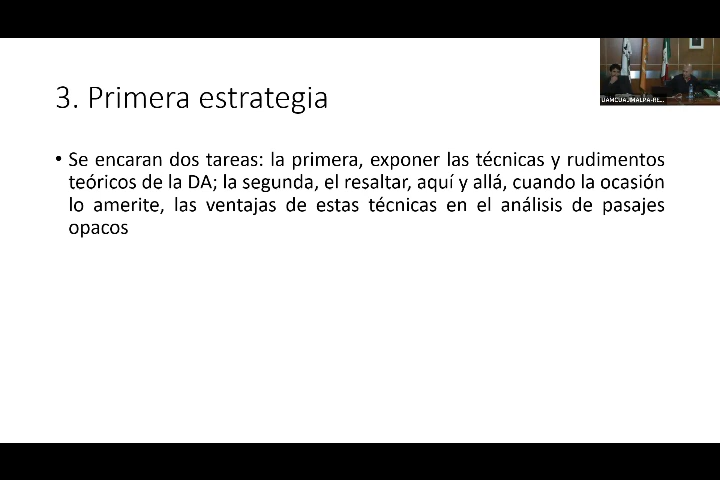 3. Primera estrategia
• Se encaran dos tareas: la primera, exponer las técnicas y rudimentos
teóricos de la DA; la segunda, el resaltar, aquí y allá, cuando la ocasión
lo amerite, las ventajas de estas técnicas en el análisis de pasajes
opacos
UAMCUAJIMALPA-RE...